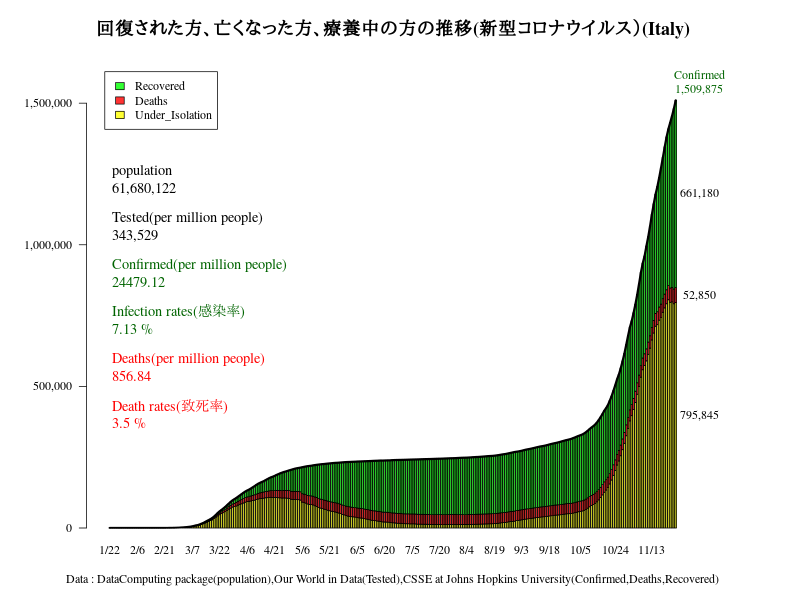 回復された方、亡くなった方、療養中の方の推移(新型コロナウイルス）(Italy)
Confirmed
1,509,875
Recovered
Deaths
Under_Isolation
1,500,000
population
61,680,122
661,180
Tested(per million people)
343,529
1,000,000
Confirmed(per million people)
24479.12
52,850
Infection rates(感染率)
7.13 %
Deaths(per million people)
856.84
500,000
Death rates(致死率)
3.5 %
795,845
0
1/22 2/6 2/21 3/7 3/22 4/6 4/21 5/6 5/21 6/5 6/20 7/5 7/20 8/4 8/19 9/3 9/18 10/5 10/24 11/13
Data : DataComputing package(population),Our World in Data(Tested),CSSE at Johns Hopkins University(Confirmed,Deaths,Recovered)